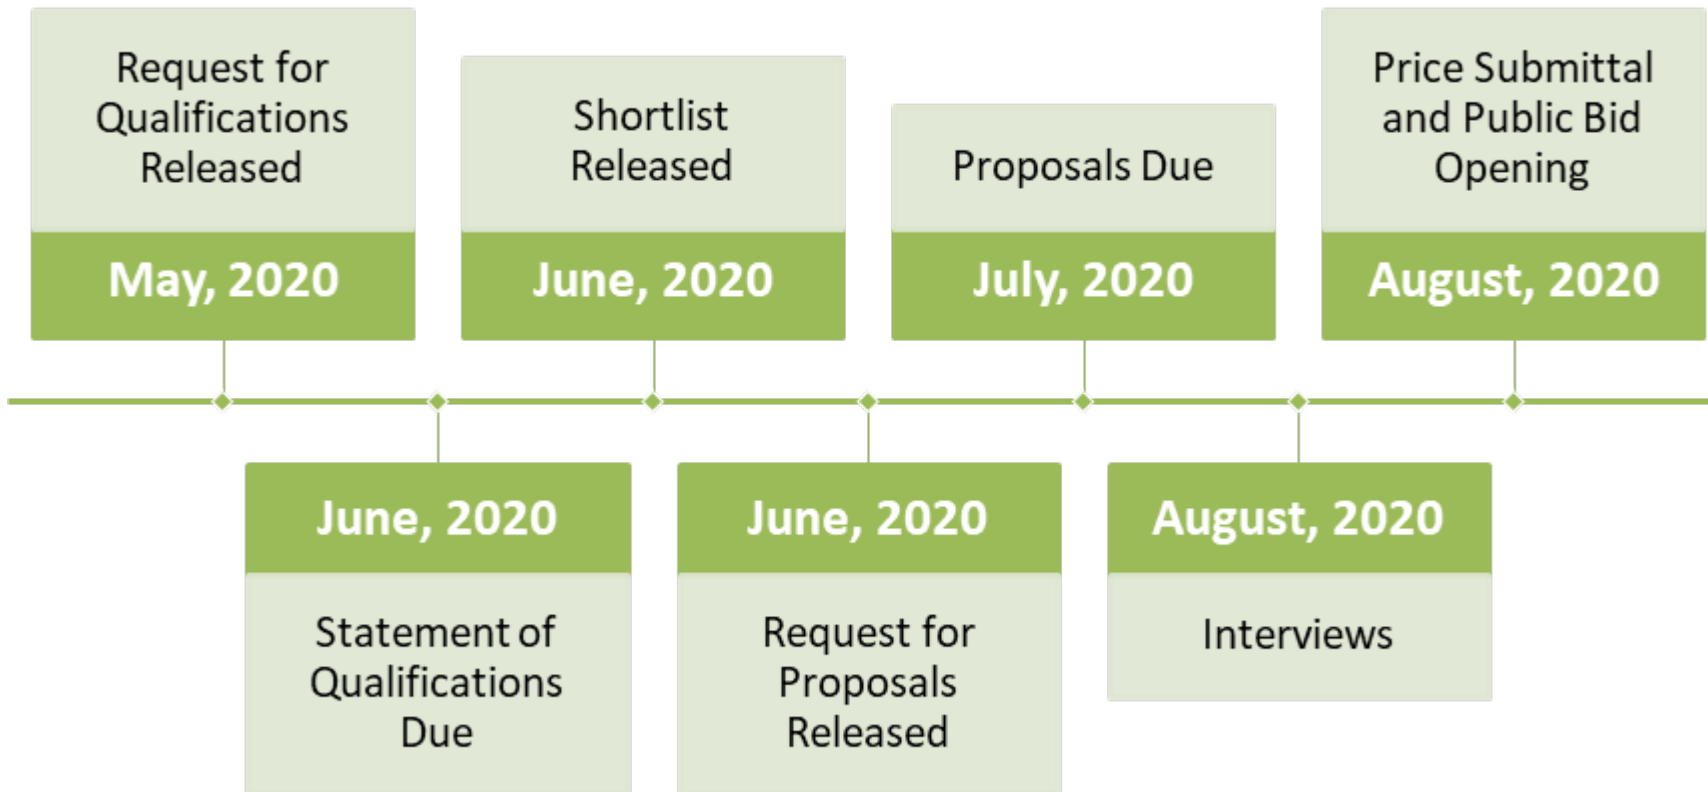 Request for
Qualifications
Released
May, 2020
June, 2020
Statement of
Qualifications
Due
Shortlist
Released
June, 2020
June, 2020
Request for
Proposals
Released
Proposals Due
July, 2020
August, 2020
Interviews
Price Submittal
and Public Bid
Opening
August, 2020